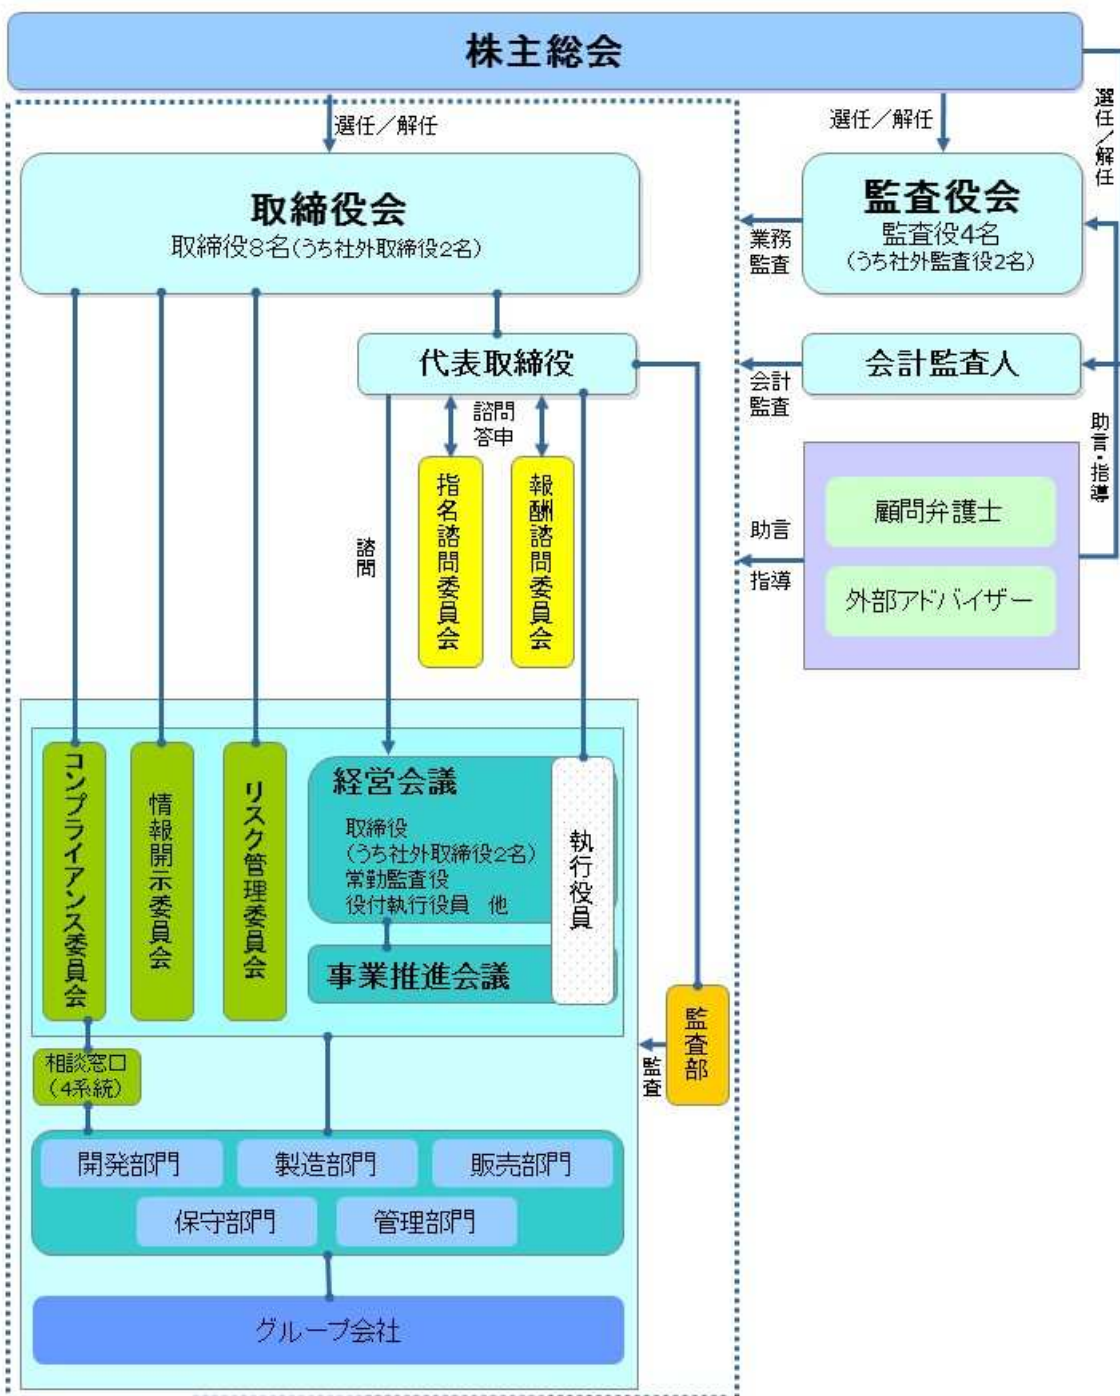 株主総会
選任／解任
選任／解任
選任／解任
取締役会
取締役8名(うち社外取締役2名)
監査役会
監査役4名
(うち社外監査役2名)
業務
監査
代表取締役
会計監査人
会計
監査
諮問
答申
助言・指導
指名諮問委員会
報酬諮問委員会
諮問
顧問弁護士
外部アドバイザー
助言
指導
コンプライアンス委員会
情報開示委員会
リスク管理委員会
経営会議
取締役
(うち社外取締役2名)
常勤監査役
役付執行役員　他
執行役員
事業推進会議
監査部
監査
相談窓口
(4系統)
開発部門
製造部門
販売部門
保守部門
管理部門
グループ会社